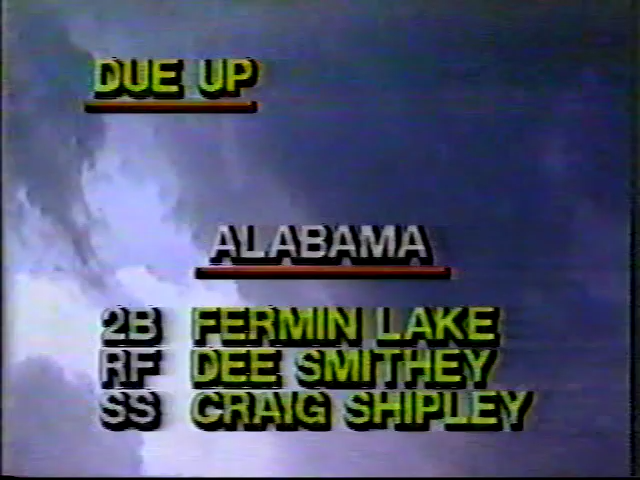 DUE UP
ALABAMA
2B FERMIN LAKE
RF DEE SMITHEY
SS CRAIG SHIPLEY